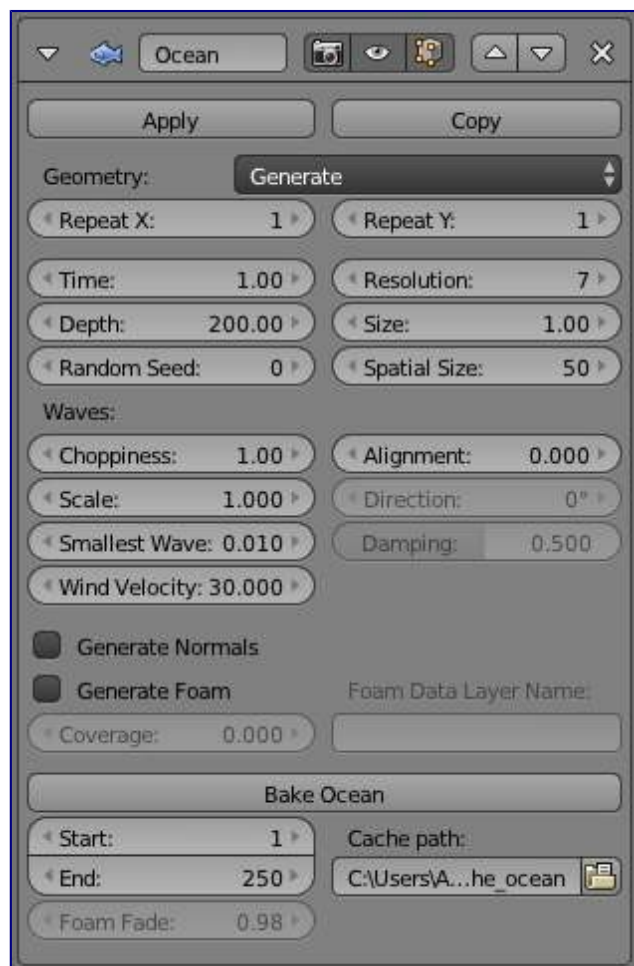 Ocean
Apply Copy
Geometry: Generate
Repeat X: 1 Repeat Y: 1
Time: 1.00 Resolution: 7
Depth: 200.00 Size: 1.00
Random Seed: 0 Spatial Size: 50
Waves:
Choppiness: 1.00 Alignment: 0.000
Scale: 1.000 Direction: 0°
Smallest Wave: 0.010 Damping: 0.500
Wind Velocity: 30.000
Generate Normals
Generate Foam Foam Data Layer Name:
Coverage: 0.000
Bake Ocean
Start: 1 Cache path:
End: 250 C:\Users\A...he_ocean
Foam Fade: 0.98